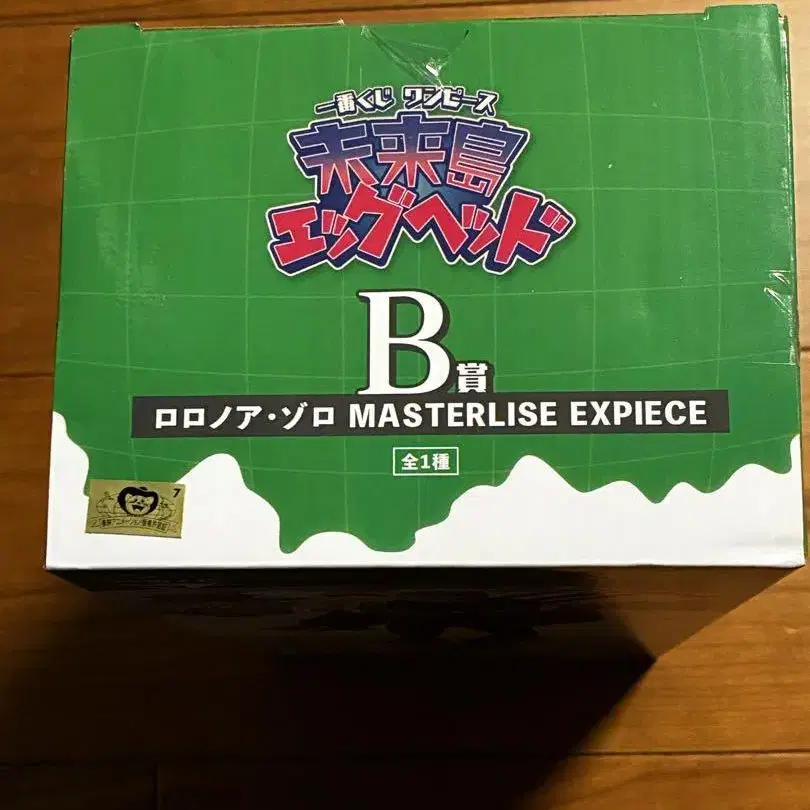 一番くじ ワンピース
未来島
エッグヘッド
B賞
ロロノア・ゾロ MASTERLISE EXPIECE
全1種
7